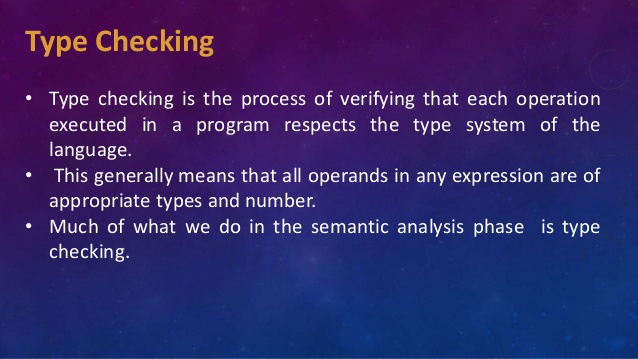 Type Checking
• Type checking is the process of verifying that each operation
executed in a program respects the type system of the
language.
• This generally means that all operands in any expression are of
appropriate types and number.
• Much of what we do in the semantic analysis phase is type
checking.